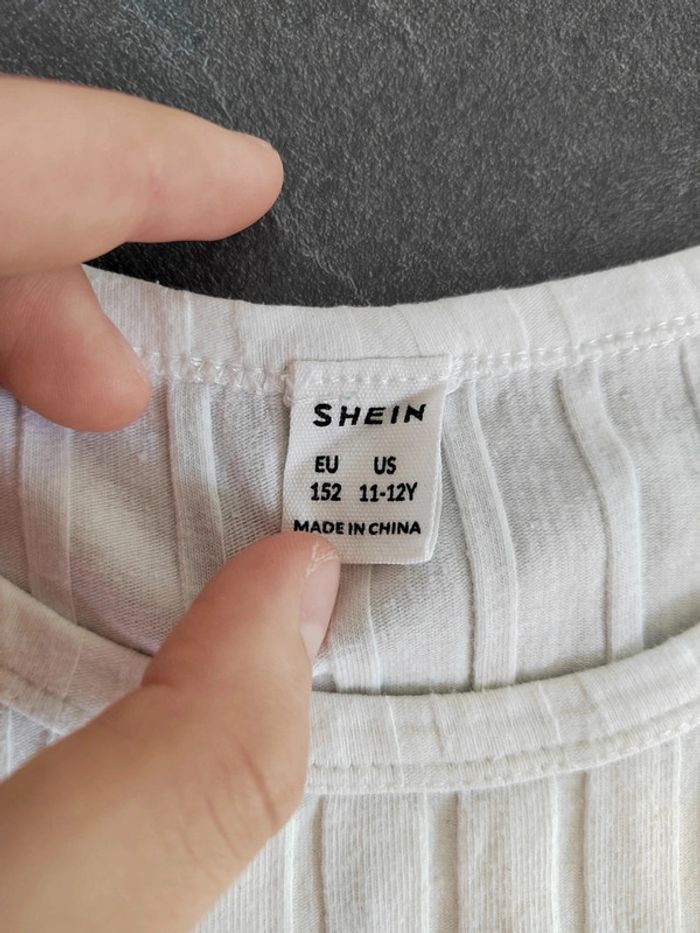 SHEIN
EU US
152 11-12Y
MADE IN CHINA